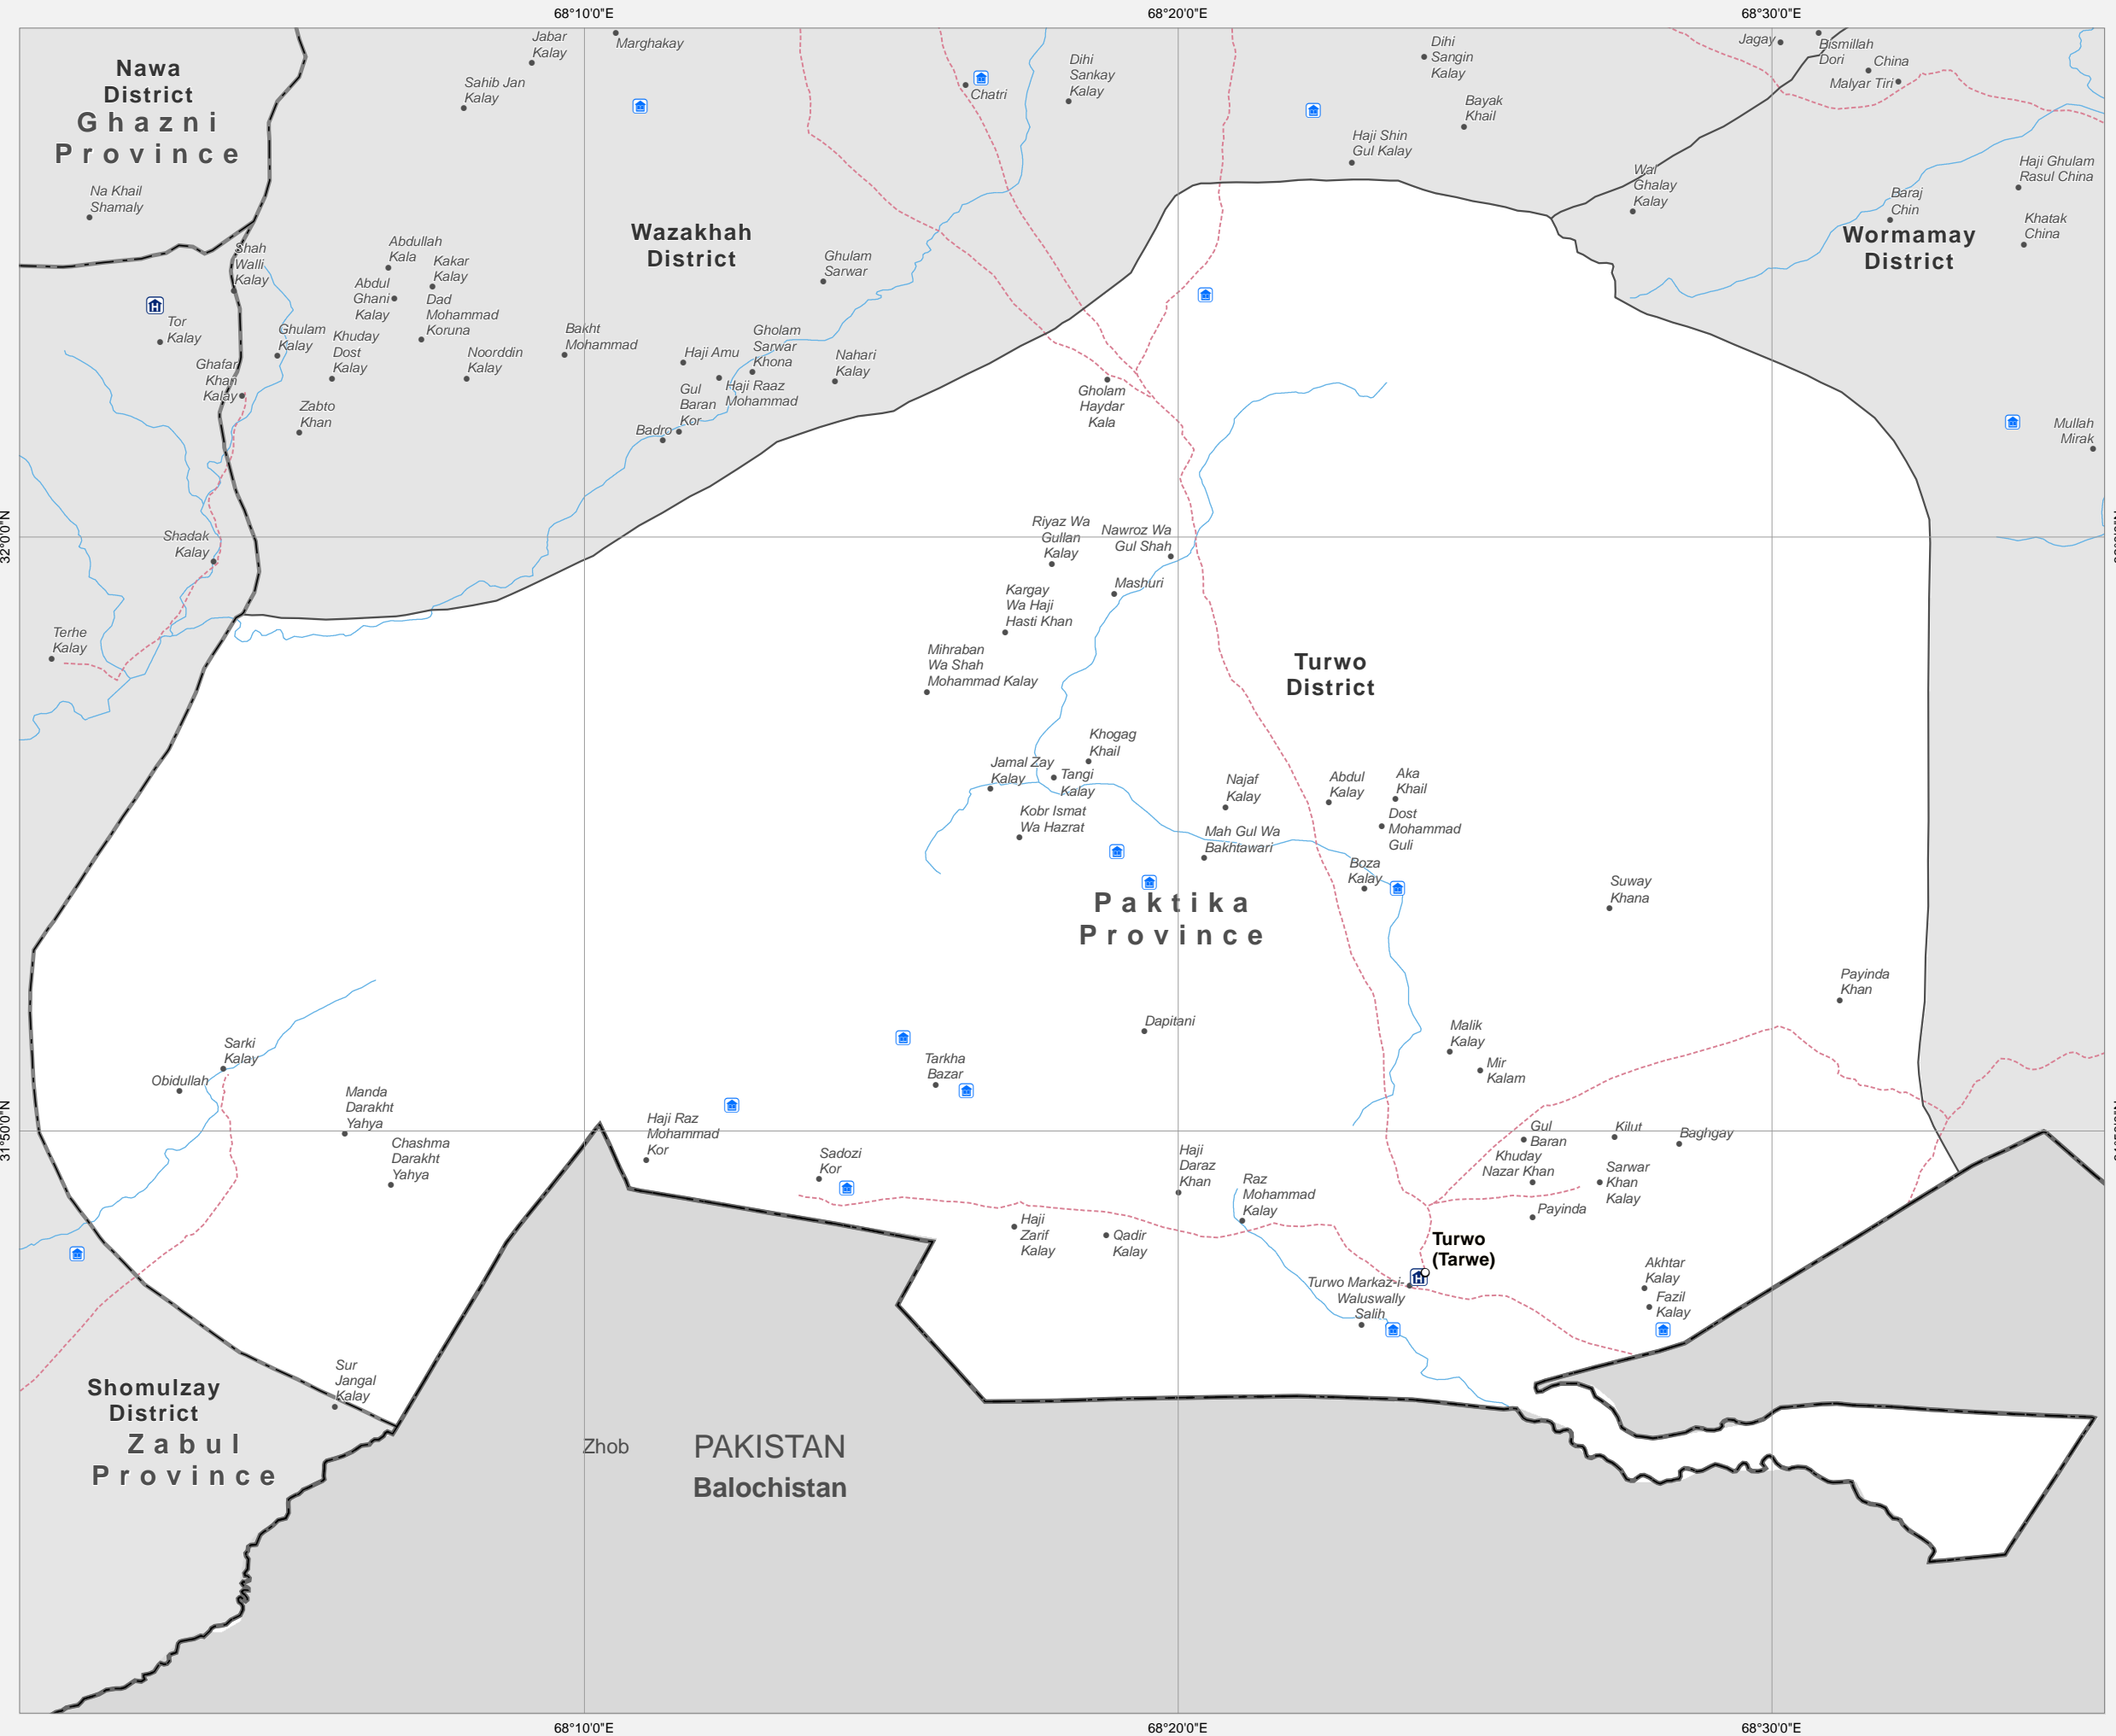 68°10'0"E
68°20'0"E
68°30'0"E
Nawa
District
Ghazni
Province
Jabar
Kalay
Marghakay
Sahib Jan
Kalay
Chatri
Dihi
Sankay
Kalay
Dihi
Sangin
Kalay
Bayak
Khail
Haji Shin
Gul Kalay
Jagay
Bismillah
Dori
China
Malyar Tiri
Na Khail
Shamaly
Wal
Ghalay
Kalay
Haji Ghulam
Rasul China
Baraj
Chin
Khatak
China
Wazakhah
District
Wormamay
District
Shah
Walli
Kalay
Abdullah
Kala
Kakar
Kalay
Abdul
Ghani
Kalay
Dad
Mohammad
Koruna
Ghulam
Sarwar
Tor
Kalay
Ghulam
Kalay
Khuday
Dost
Kalay
Noorddin
Kalay
Bakht
Mohammad
Haji Amu
Gholam
Sarwar
Khona
Nahari
Kalay
Ghafar
Khan
Kalay
Zabto
Khan
Gul
Baran
Kor
Haji Raaz
Mohammad
Badro
Gholam
Haydar
Kala
Mullah
Mirak
32°0'0"N
Shadak
Kalay
Riyaz Wa
Gullan
Kalay
Nawroz Wa
Gul Shah
Mashuri
Kargay
Wa Haji
Hasti Khan
Terhe
Kalay
Mihraban
Wa Shah
Mohammad Kalay
Turwo
District
Khogag
Khail
Jamal Zay
Kalay
Tangi
Kalay
Kobr Ismat
Wa Hazrat
Najaf
Kalay
Abdul
Kalay
Aka
Khail
Dost
Mohammad
Guli
Mah Gul Wa
Bakhtawari
Boza
Kalay
Suway
Khana
Paktika
Province
Payinda
Khan
Dapitani
Malik
Kalay
Mir
Kalam
Sarki
Kalay
Obidullah
Tarkha
Bazar
Manda
Darakht
Yahya
Chashma
Darakht
Yahya
31°50'0"N
Haji Raz
Mohammad
Kor
Sadozi
Kor
Haji
Daraz
Khan
Raz
Mohammad
Kalay
Gul
Baran
Kilut
Baghgay
Khuday
Nazar Khan
Sarwar
Khan
Kalay
Payinda
Haji
Zarif
Kalay
Qadir
Kalay
Turwo
(Tarwe)
Turwo Markaz-i-
Waluswally
Salih
Akhtar
Kalay
Fazil
Kalay
Sur
Jangal
Kalay
Shomulzay
District
Zabul
Province
Zhob
PAKISTAN
Balochistan
68°10'0"E
68°20'0"E
68°30'0"E